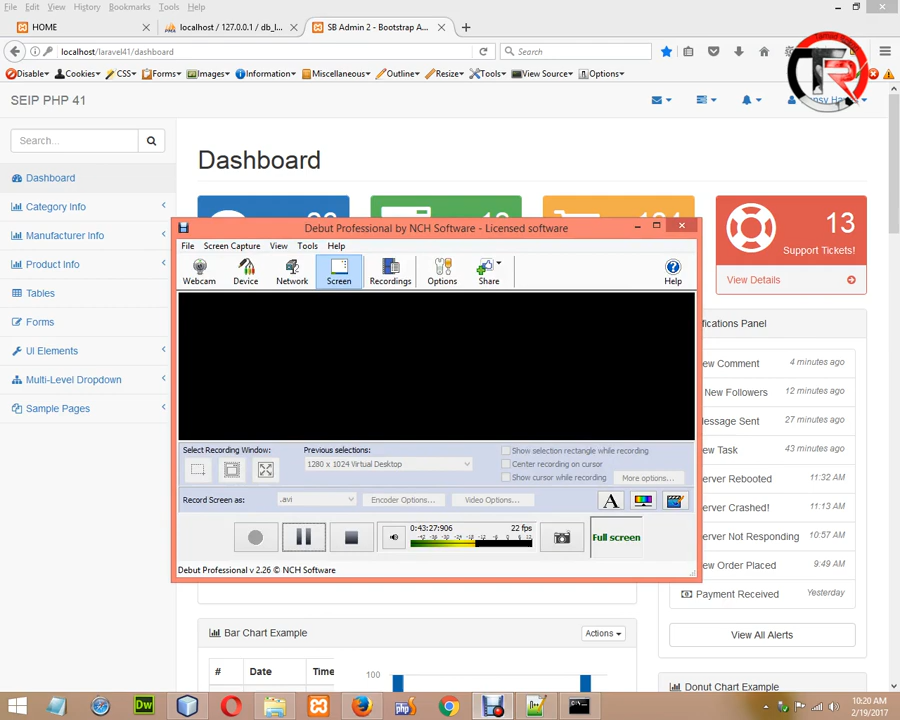 File Edit View History Bookmarks Tools Help
HOME
localhost / 127.0.0.1 / db_l...
SB Admin 2 - Bootstrap A...
localhost/laravel41/dashboard
Search
Disable Cookies CSS Forms Images Information Miscellaneous Outline Resize Tools View Source Options
SEIP PHP 41
TR
Search...
Dashboard
Category Info
Manufacturer Info
Product Info
Tables
Forms
UI Elements
Multi-Level Dropdown
Sample Pages
Dashboard
13
Support Tickets!
View Details
Debut Professional by NCH Software - Licensed software
File Screen Capture View Tools Help
Webcam Device Network Screen Recordings Options Share Help
Select Recording Window:
Previous selections:
1280 x 1024 Virtual Desktop
Show selection rectangle while recording
Center recording on cursor
Show cursor while recording
More options...
Record Screen as:
.avi
Encoder Options...
Video Options...
A
0:43:27:906 22 fps
Full screen
Debut Professional v 2.26 © NCH Software
fications Panel
ew Comment 4 minutes ago
New Followers 12 minutes ago
essage Sent 27 minutes ago
ew Task 43 minutes ago
erver Rebooted 11:32 AM
erver Crashed! 11:13 AM
erver Not Responding 10:57 AM
ew Order Placed 9:49 AM
Payment Received Yesterday
View All Alerts
Bar Chart Example
Actions
# Date Time
100
Donut Chart Example
Dw
php
10:20 AM
2/19/2017